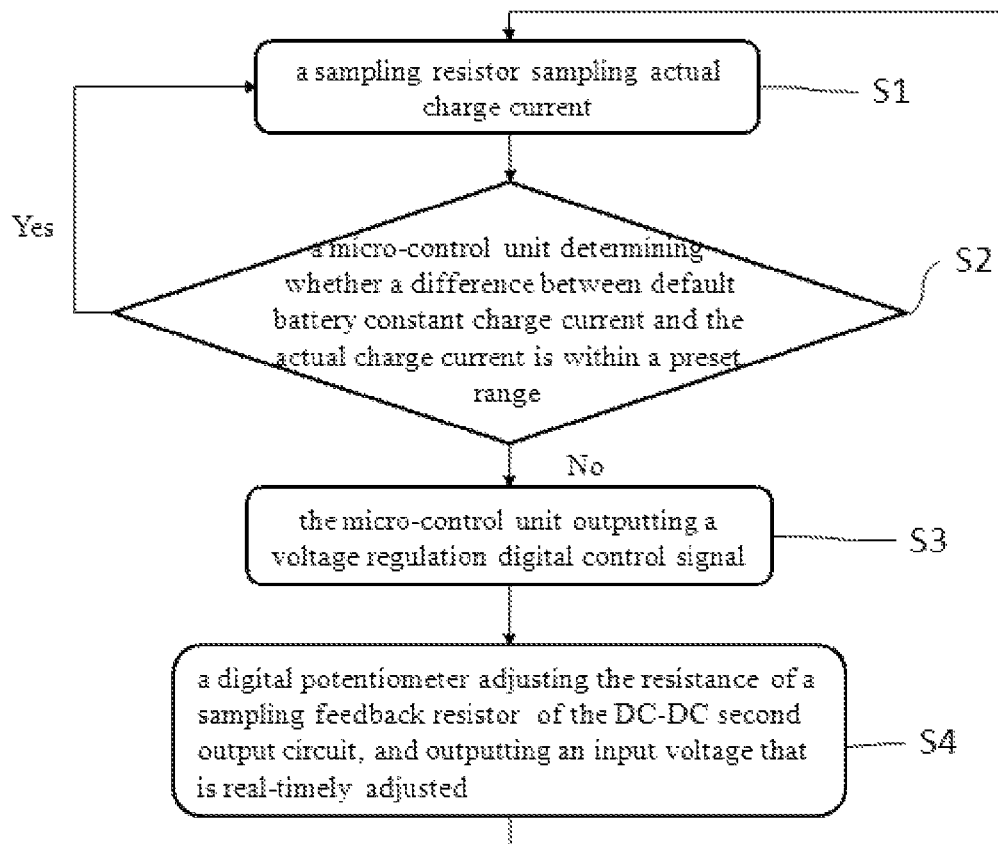 a sampling resistor sampling actual
charge current
S1
Yes
a micro-control unit determining
whether a difference between default
battery constant charge current and the
actual charge current is within a preset
range
S2
No
the micro-control unit outputting a
voltage regulation digital control signal
S3
a digital potentiometer adjusting the resistance of a
sampling feedback resistor of the DC-DC second
output circuit, and outputting an input voltage that
is real-timely adjusted
S4